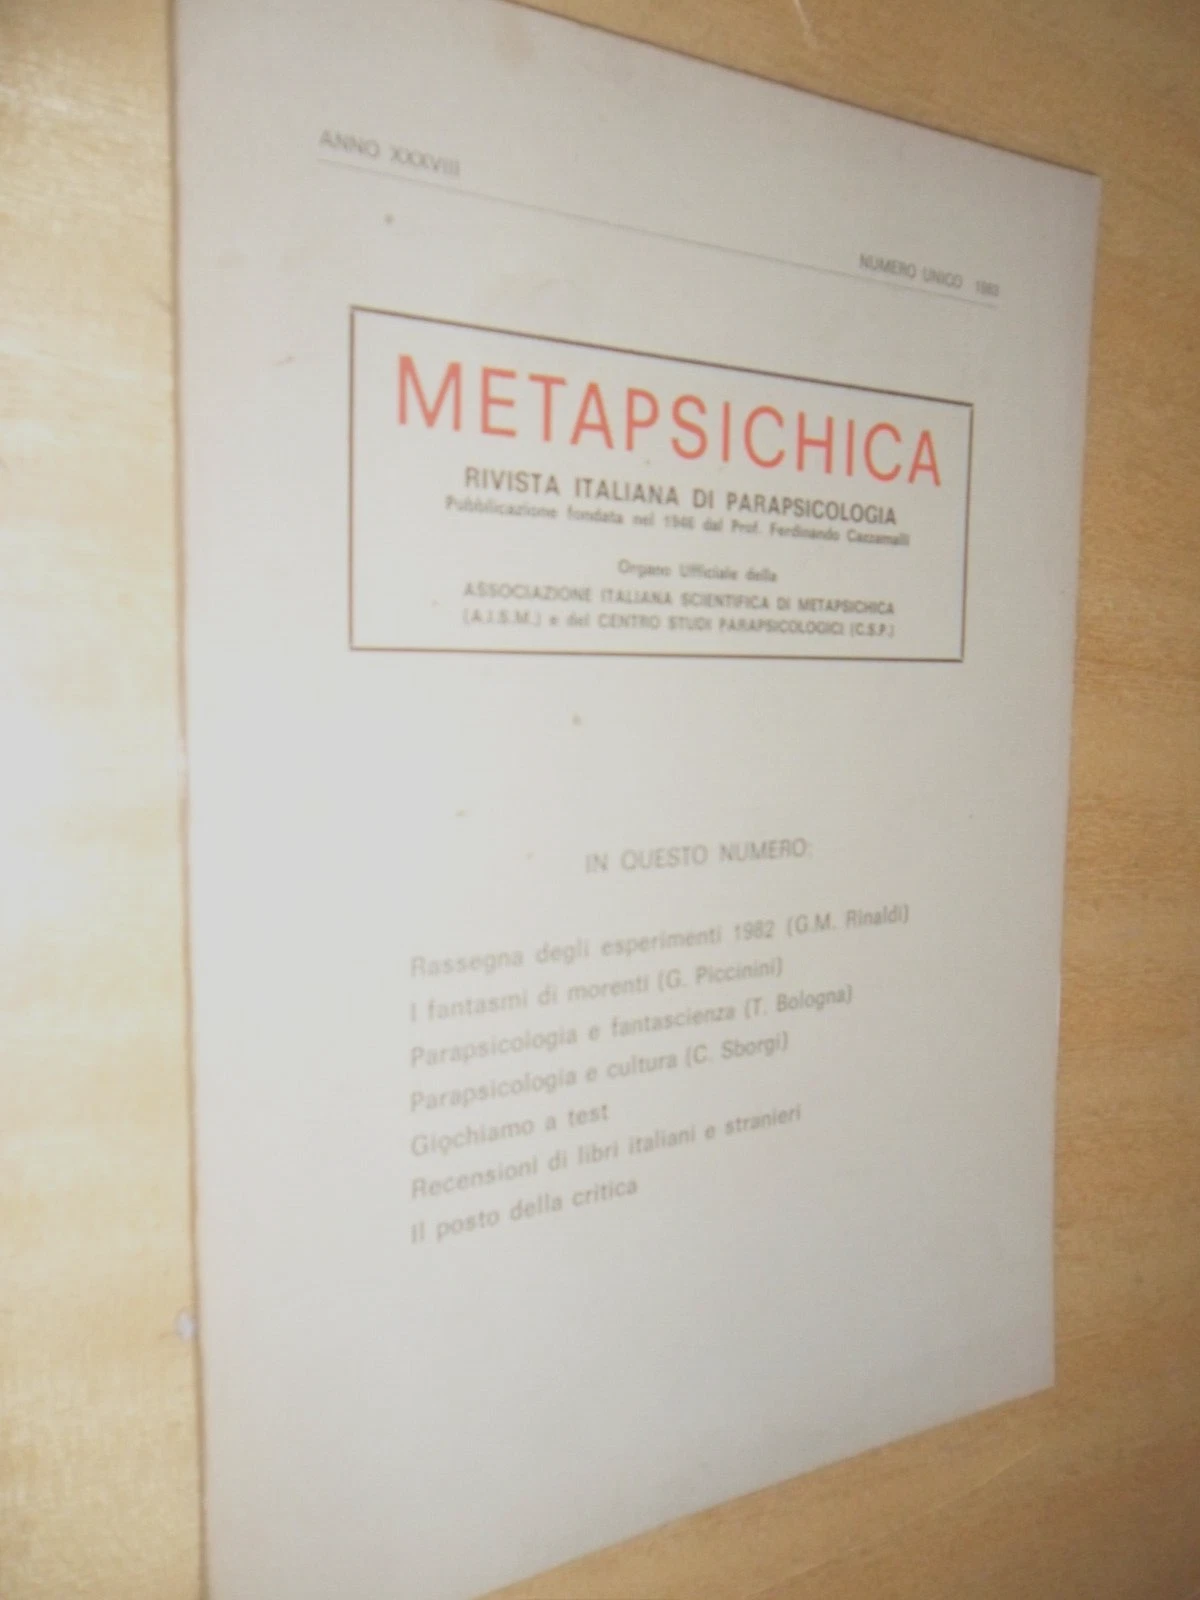 ANNO XXXVIII
NUMERO UNICO 1983
METAPSICHICA
RIVISTA ITALIANA DI PARAPSICOLOGIA
Pubblicazione fondata nel 1946 dal Prof. Ferdinando Cazzamalli
Organo Ufficiale della
ASSOCIAZIONE ITALIANA SCIENTIFICA DI METAPSICHICA
(A.I.S.M.) e del CENTRO STUDI PARAPSICOLOGICI (C.S.P.)
IN QUESTO NUMERO:
Rassegna degli esperimenti 1982 (G.M. Rinaldi)
I fantasmi di morenti (G. Piccinini)
Parapsicologia e fantascienza (T. Bologna)
Parapsicologia e cultura (C. Sborgi)
Giochiamo a test
Recensioni di libri italiani e stranieri
Il posto della critica